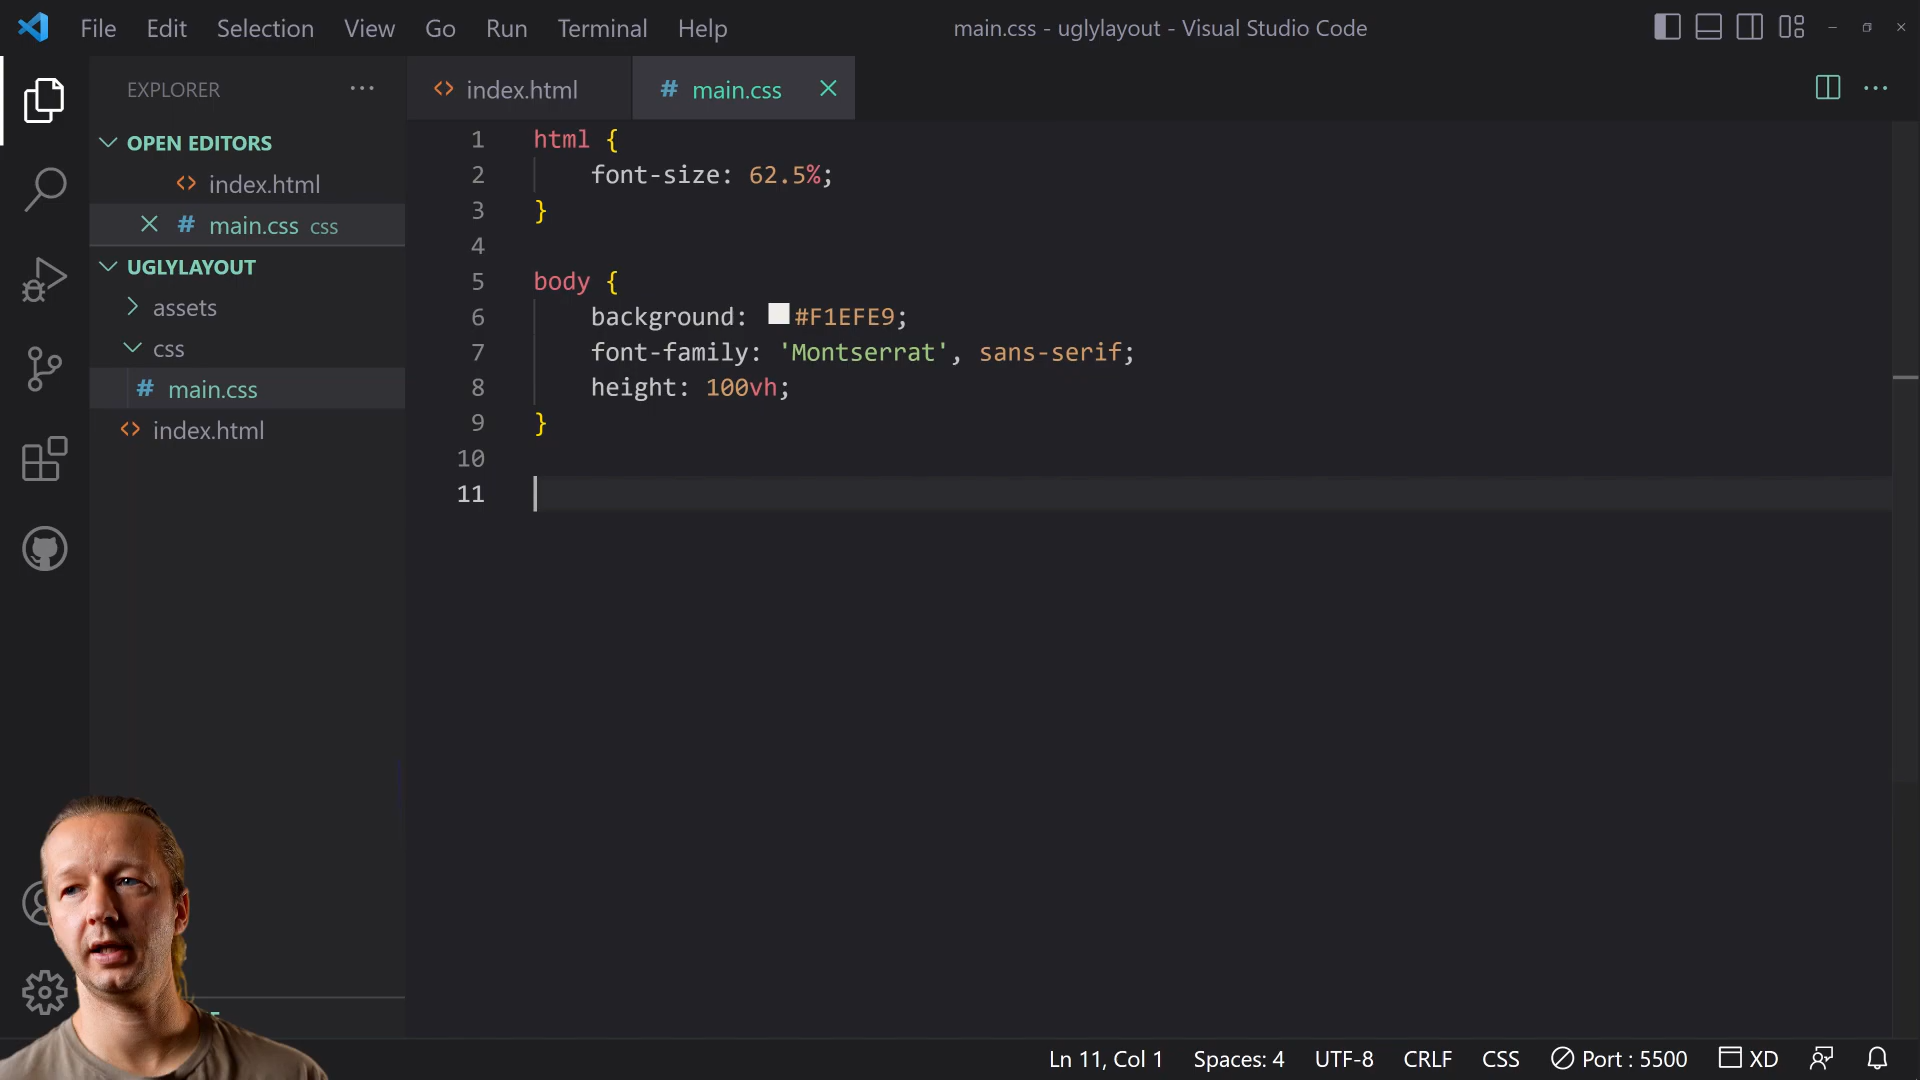 File Edit Selection View Go Run Terminal Help main.css - uglylayout - Visual Studio Code
EXPLORER
OPEN EDITORS
index.html
main.css css
UGLYLAYOUT
assets
css
main.css
index.html
index.html
main.css
1 html {
2 font-size: 62.5%;
3 }
4
5 body {
6 background: #F1EFE9;
7 font-family: 'Montserrat', sans-serif;
8 height: 100vh;
9 }
10
11
Ln 11, Col 1 Spaces: 4 UTF-8 CRLF CSS Port : 5500 XD